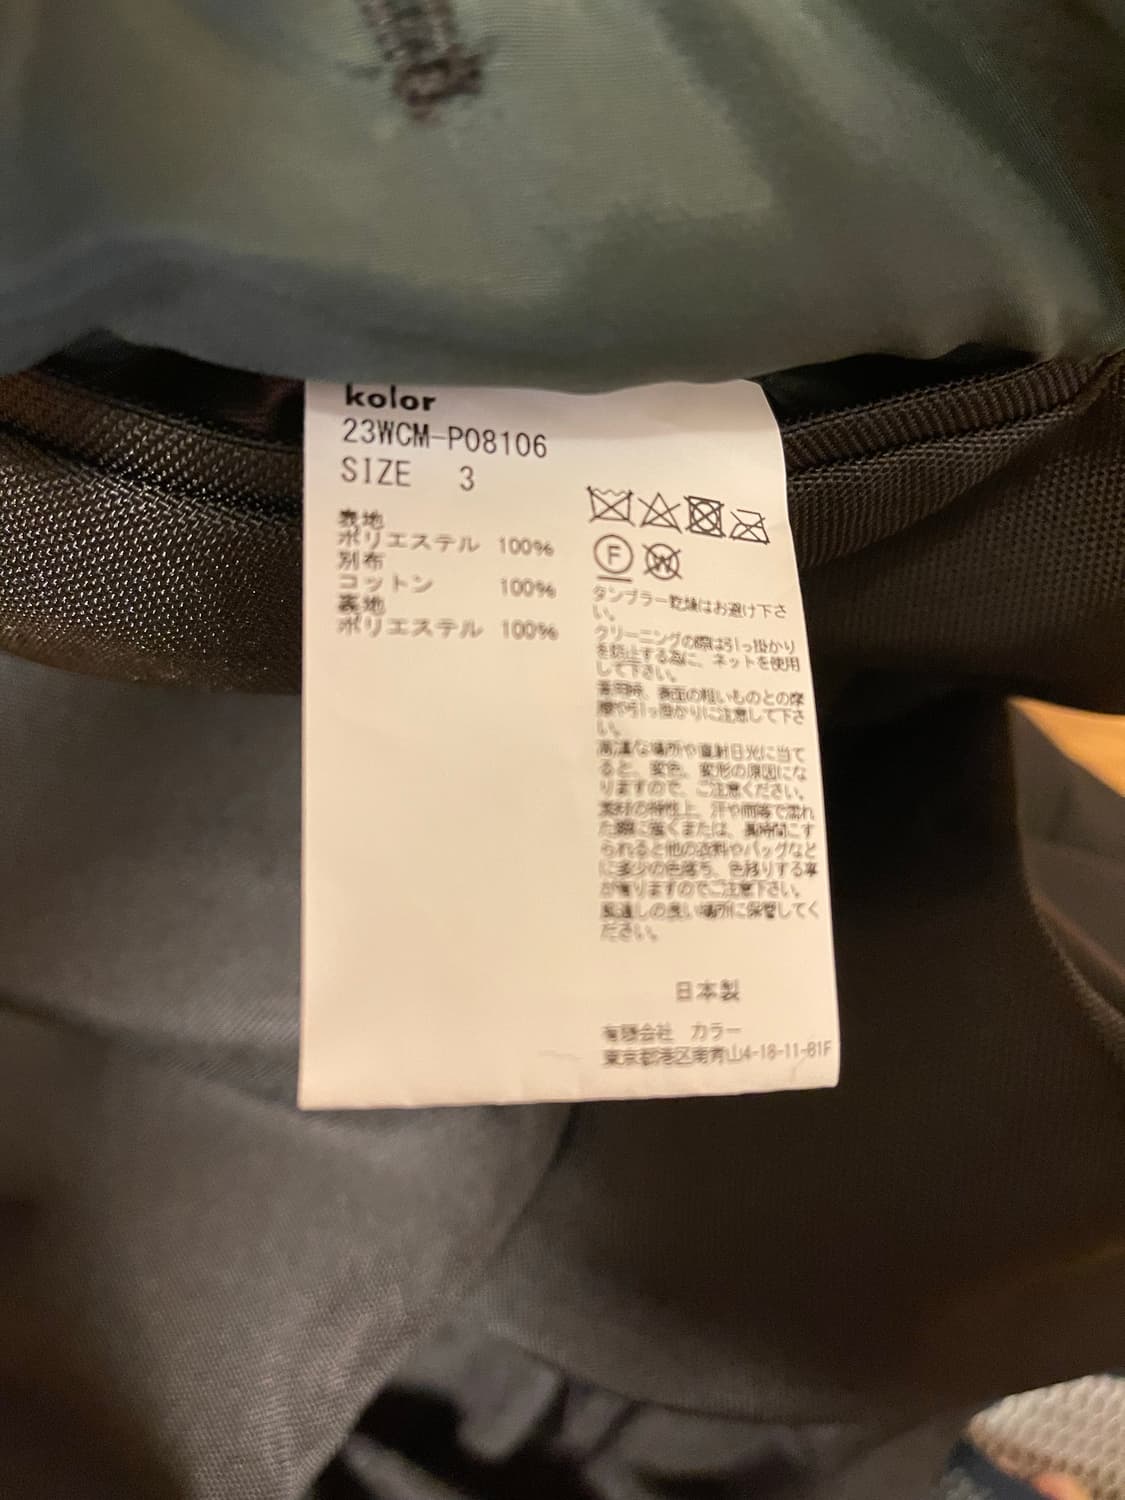 kolor
23WCM-P08106
SIZE 3
表地
ポリエステル 100%
別布
コットン 100%
裏地
ポリエステル 100%
F
W
タンブラー乾燥はお避け下さ
い。
クリーニングの際は引っ掛かり
を防止する為に、ネットを使用
して下さい。
着用時、表面の粗いものとの摩
擦や引っ掛かりに注意して下さ
い。
高温な場所や直射日光に当て
ると、変色、変形の原因にな
りますので、ご注意ください。
素材の特性上、汗や雨等で濡れ
た際に強くまたは、長時間こす
られると他の衣料やバッグなど
に多少の色落ち、色移りする事
が有りますのでご注意下さい。
風通しの良い場所に保管してく
ださい。
日本製
有限会社 カラー
東京都港区南青山4-18-11-B1F